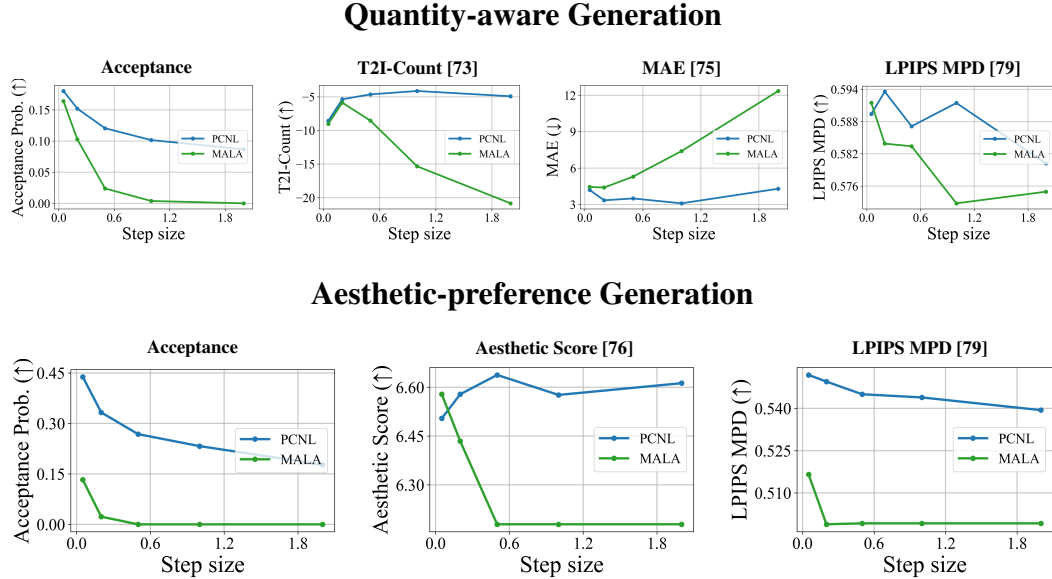 Quantity-aware Generation
Acceptance
Acceptance Prob. (↑)
0.15
0.10
0.05
0.00
0.0 0.6 1.2 1.8
Step size
PCNL
MALA
T2I-Count [73]
T2I-Count (↑)
−5
−10
−15
−20
0.0 0.6 1.2 1.8
Step size
PCNL
MALA
MAE [75]
MAE (↓)
12
9
6
3
0.0 0.6 1.2 1.8
Step size
PCNL
MALA
LPIPS MPD [79]
LPIPS MPD (↑)
0.594
0.588
0.582
0.576
0.0 0.6 1.2 1.8
Step size
PCNL
MALA
Aesthetic-preference Generation
Acceptance
Acceptance Prob. (↑)
0.45
0.30
0.15
0.00
0.0 0.6 1.2 1.8
Step size
PCNL
MALA
Aesthetic Score [76]
Aesthetic Score (↑)
6.60
6.45
6.30
0.0 0.6 1.2 1.8
Step size
PCNL
MALA
LPIPS MPD [79]
LPIPS MPD (↑)
0.540
0.525
0.510
0.0 0.6 1.2 1.8
Step size
PCNL
MALA